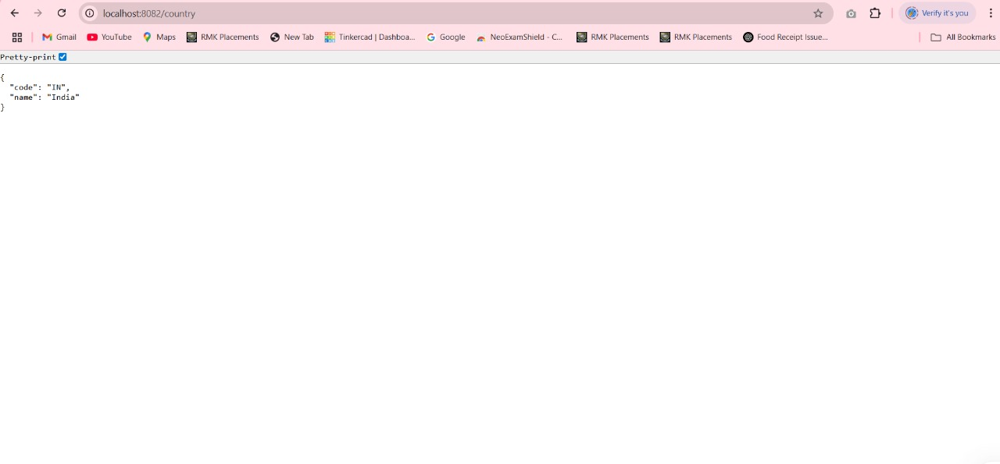 localhost:8082/country
Verify it's you
Gmail YouTube Maps RMK Placements New Tab Tinkercad | Dashboa... Google NeoExamShield - C... RMK Placements RMK Placements Food Receipt Issue... All Bookmarks
Pretty-print
{
"code": "IN",
"name": "India"
}